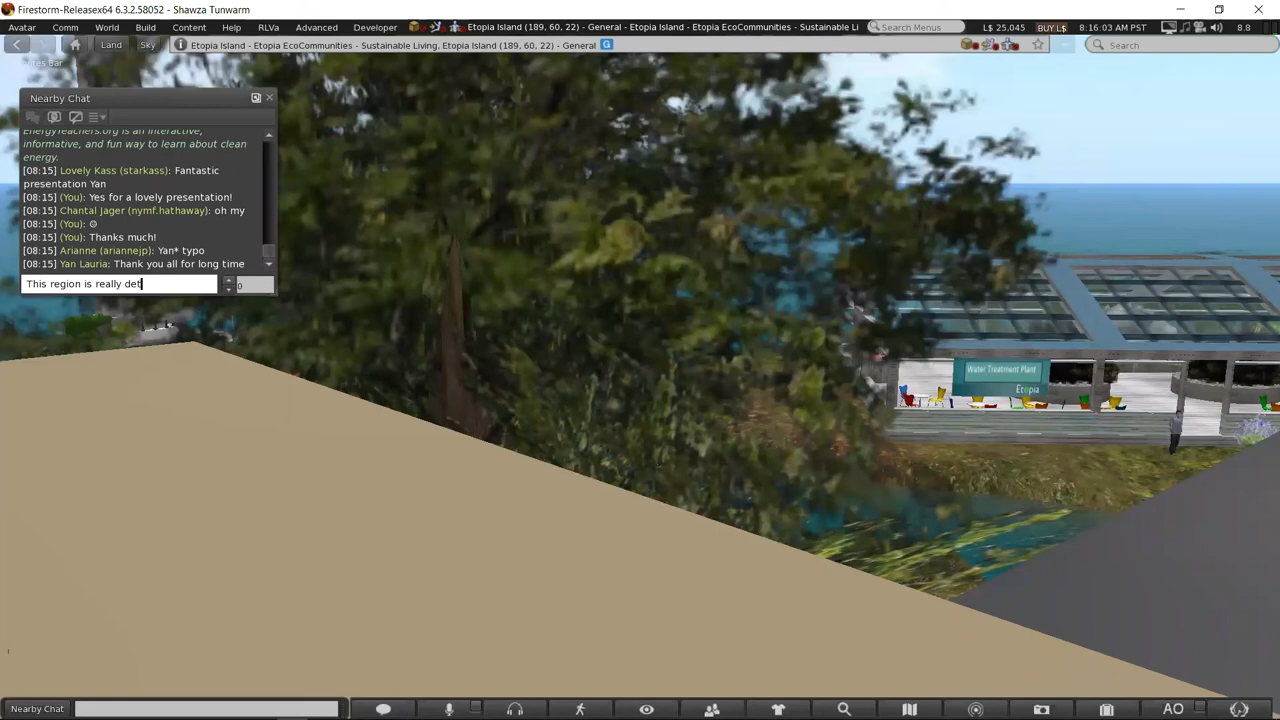 Firestorm-Releasex64 6.3.2.58052 - Shawza Tunwarm
Avatar Comm World Build Content Help RLVa Advanced Developer Etopia Island (189, 60, 22) - General - Etopia EcoCommunities - Sustainable Li Search Menus L$ 25,045 BUY L$ 8:16:03 AM PST 8.8
Land Sky Etopia Island - Etopia EcoCommunities - Sustainable Living, Etopia Island (189, 60, 22) - General G Search
Bar
Nearby Chat
EnergyTeachers.org is an interactive,
informative, and fun way to learn about clean
energy.
[08:15] Lovely Kass (starkass): Fantastic
presentation Yan
[08:15] (You): Yes for a lovely presentation!
[08:15] Chantal Jager (nymf.hathaway): oh my
[08:15] (You): ☺
[08:15] (You): Thanks much!
[08:15] Arianne (ariannejp): Yan* typo
[08:15] Yan Lauria: Thank you all for long time
This region is really det
0
Water Treatment Plant
Etopia
Nearby Chat AO